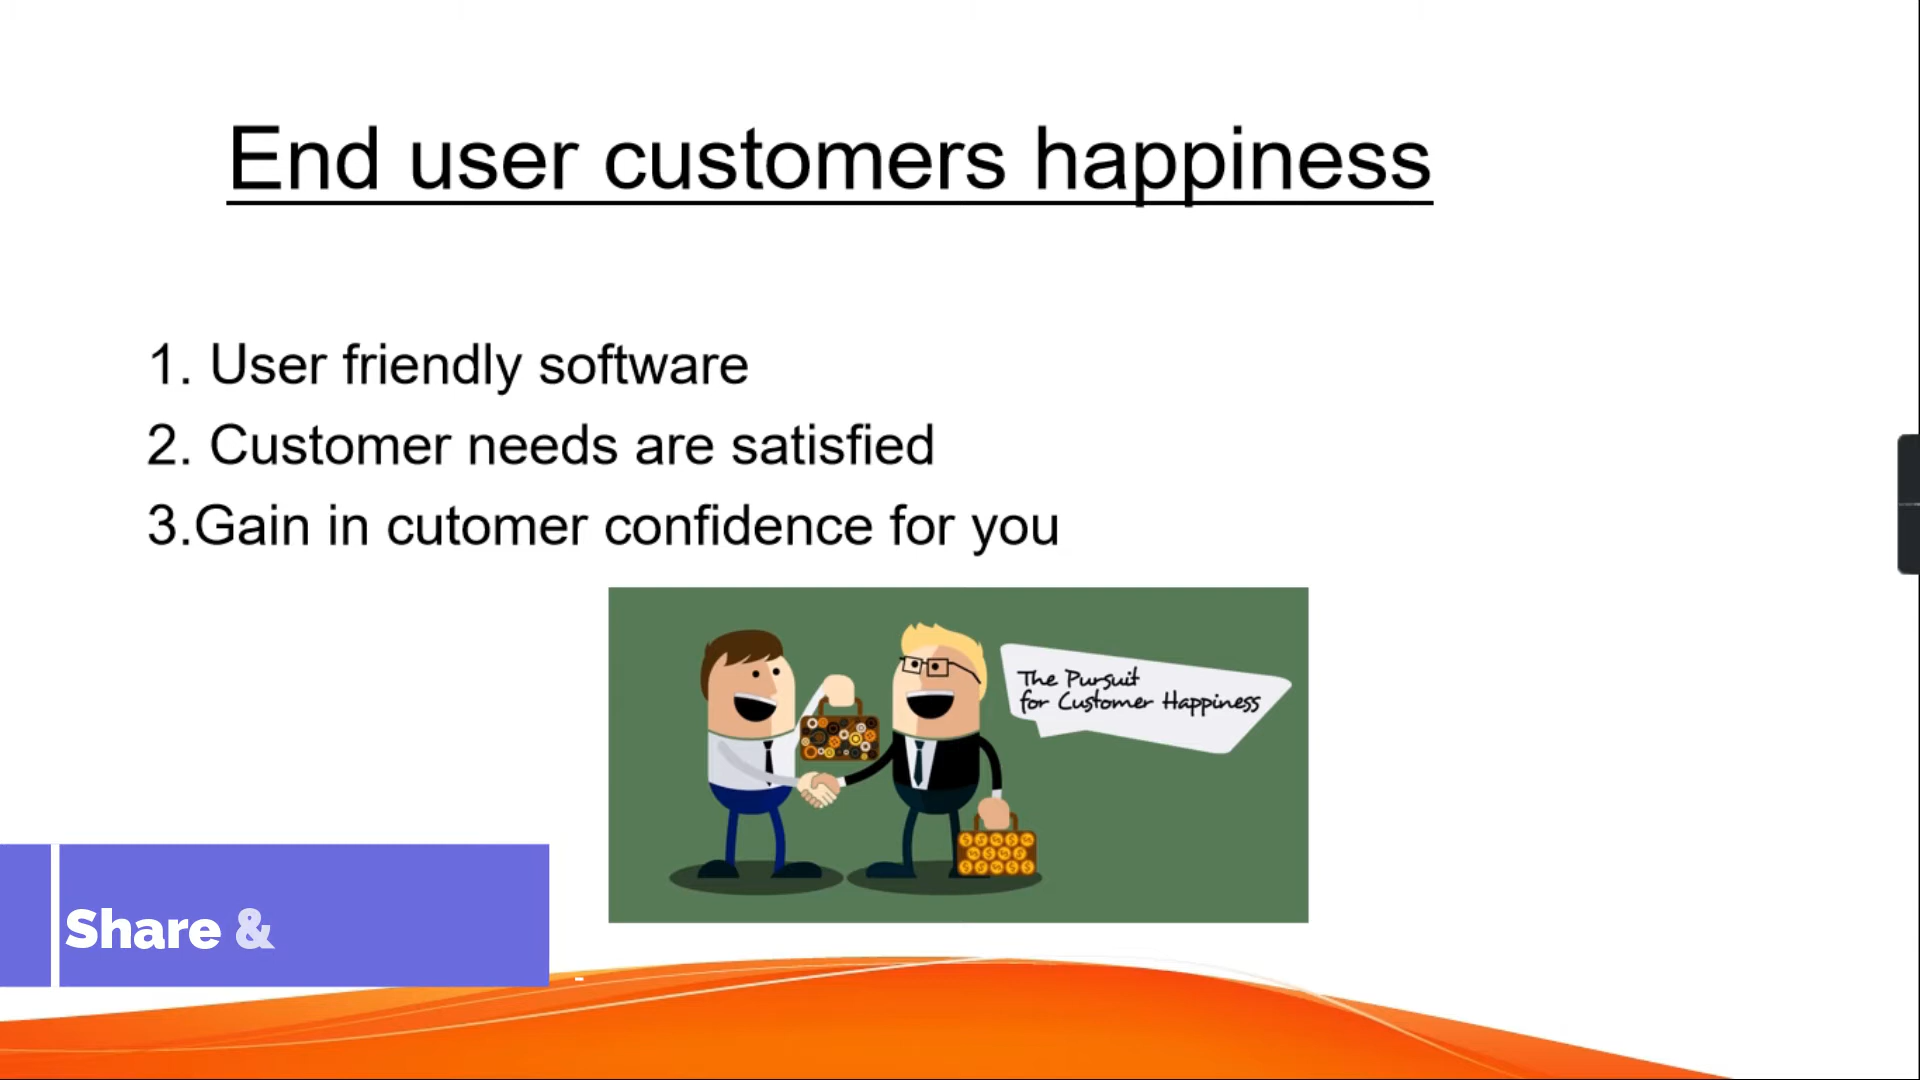 End user customers happiness
1. User friendly software
2. Customer needs are satisfied
3.Gain in cutomer confidence for you
The Pursuit
for Customer Happiness
Share &